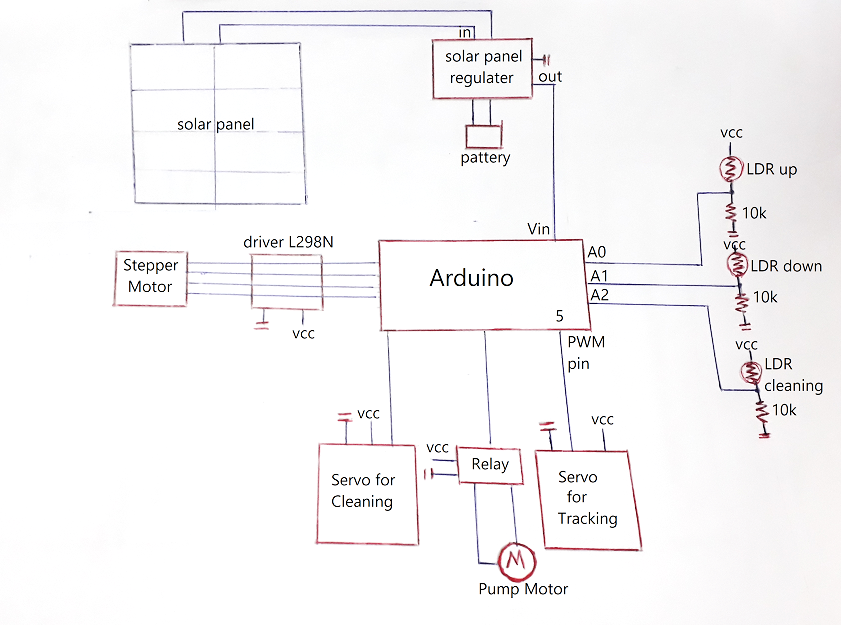 in
solar panel
regulater
out
solar panel
pattery
vcc
LDR up
10k
Vin
driver L298N
Stepper
Motor
vcc
Arduino
A0
A1
A2
5
PWM
pin
vcc
LDR down
10k
vcc
LDR
cleaning
10k
vcc
Servo for
Cleaning
vcc
Relay
vcc
Servo
for
Tracking
M
Pump Motor